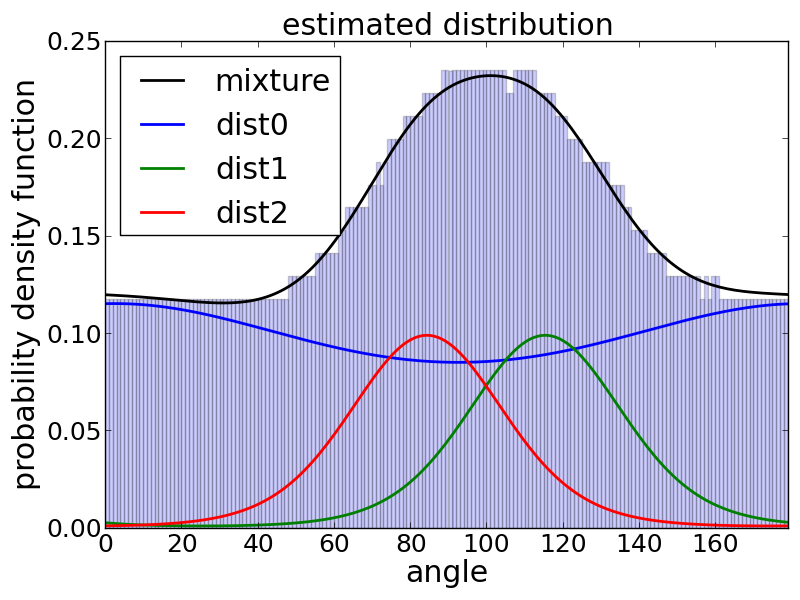 estimated distribution
0.25
0.20
0.15
0.10
0.05
0.00
probability density function
mixture
dist0
dist1
dist2
0 20 40 60 80 100 120 140 160
angle